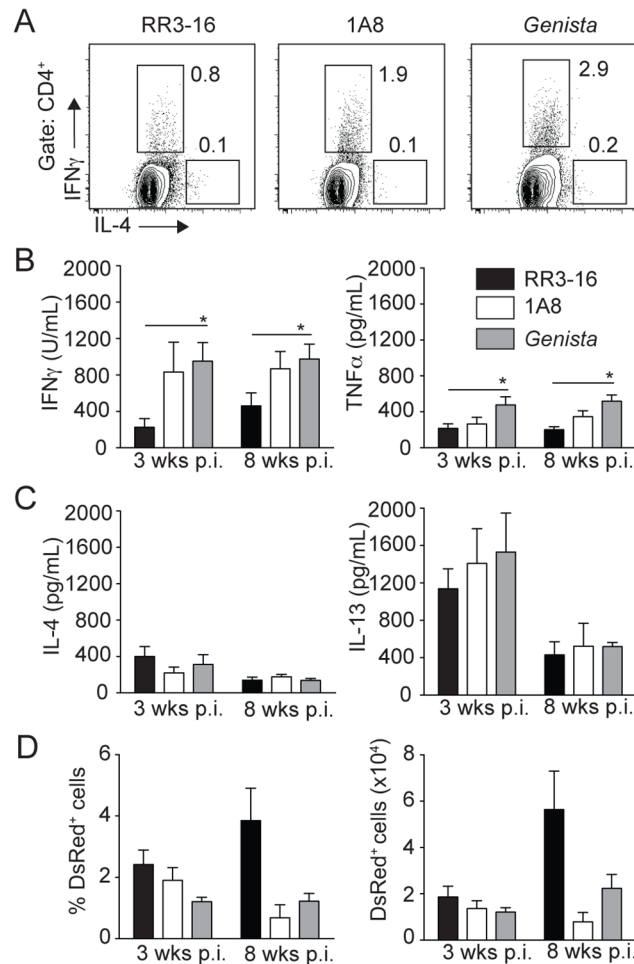 A
RR3-16
1A8
Genista
Gate: CD4⁺
IFNγ
0.8
0.1
1.9
0.1
2.9
0.2
IL-4
B
IFNγ (U/mL)
2000
1600
1200
800
400
0
*
*
3 wks p.i.
8 wks p.i.
TNFα (pg/mL)
2000
1600
1200
800
400
0
*
*
RR3-16
1A8
Genista
3 wks p.i.
8 wks p.i.
C
IL-4 (pg/mL)
2000
1600
1200
800
400
0
3 wks p.i.
8 wks p.i.
IL-13 (pg/mL)
2000
1600
1200
800
400
0
3 wks p.i.
8 wks p.i.
D
% DsRed⁺ cells
6
4
2
0
3 wks p.i.
8 wks p.i.
DsRed⁺ cells (x10⁴)
8
6
4
2
0
3 wks p.i.
8 wks p.i.